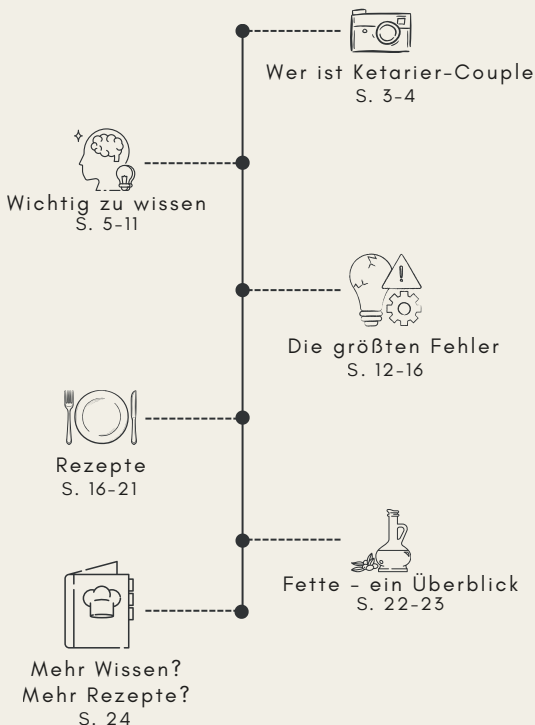 Wer ist Ketarier-Couple
S. 3-4
Wichtig zu wissen
S. 5-11
!
Die größten Fehler
S. 12-16
Rezepte
S. 16-21
Fette - ein Überblick
S. 22-23
Mehr Wissen?
Mehr Rezepte?
S. 24